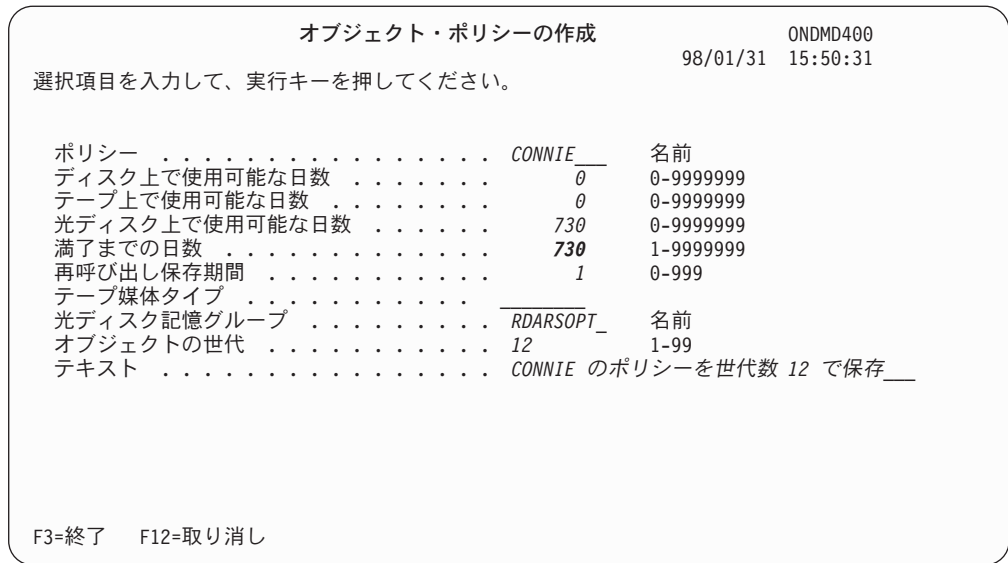 オブジェクト・ポリシーの作成 ONDMD400
98/01/31 15:50:31
選択項目を入力して、実行キーを押してください。
ポリシー . . . . . . . . . . . . . . . . CONNIE___ 名前
ディスク上で使用可能な日数 . . . . . . . 0 0-9999999
テープ上で使用可能な日数 . . . . . . . . 0 0-9999999
光ディスク上で使用可能な日数 . . . . . . 730 0-9999999
満了までの日数 . . . . . . . . . . . . . 730 1-9999999
再呼び出し保存期間 . . . . . . . . . . . 1 0-999
テープ媒体タイプ . . . . . . . . . . . ________
光ディスク記憶グループ . . . . . . . . . RDARSOPT_ 名前
オブジェクトの世代 . . . . . . . . . . . 12 1-99
テキスト . . . . . . . . . . . . . . . . CONNIE のポリシーを世代数 12 で保存___
F3=終了 F12=取り消し